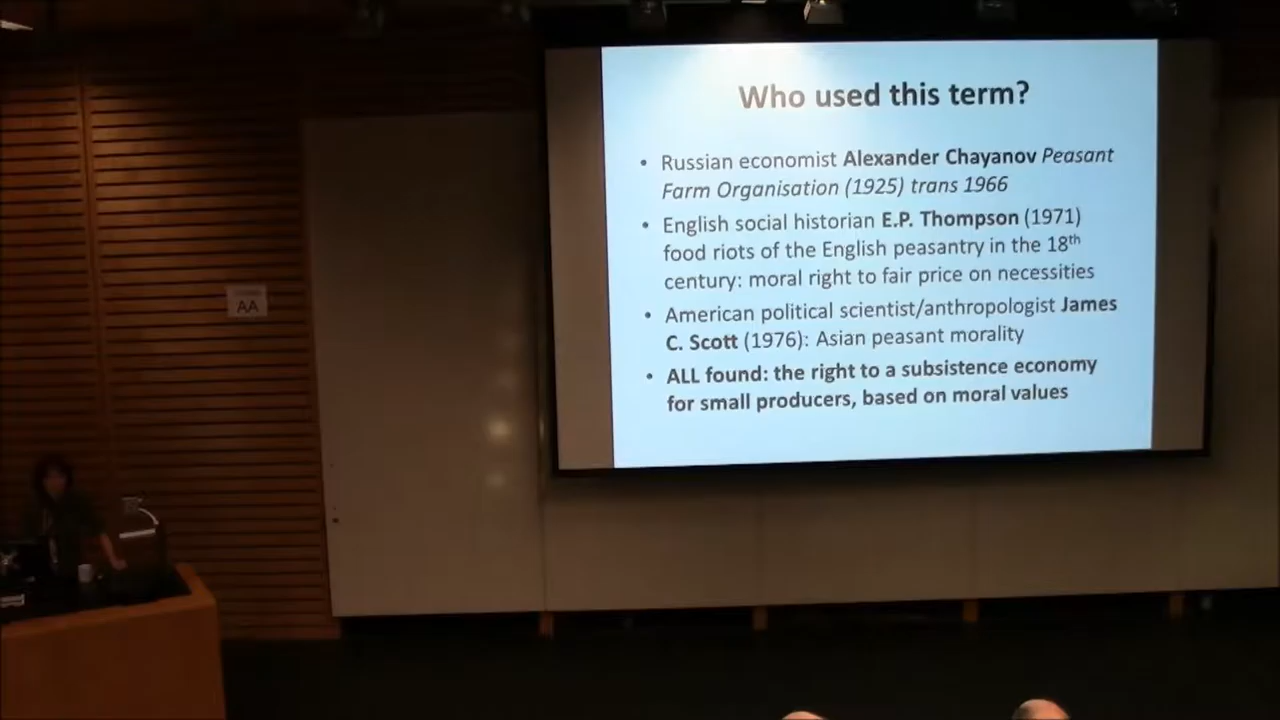 Who used this term?
• Russian economist Alexander Chayanov Peasant
Farm Organisation (1925) trans 1966
• English social historian E.P. Thompson (1971)
food riots of the English peasantry in the 18th
century: moral right to fair price on necessities
• American political scientist/anthropologist James
C. Scott (1976): Asian peasant morality
• ALL found: the right to a subsistence economy
for small producers, based on moral values
AA